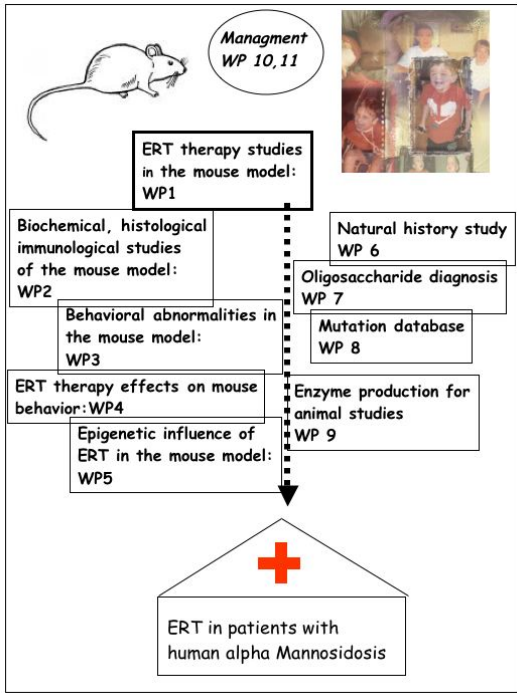 Managment
WP 10,11
ERT therapy studies
in the mouse model:
WP1
Biochemical, histological
immunological studies
of the mouse model:
WP2
Natural history study
WP 6
Oligosaccharide diagnosis
WP 7
Behavioral abnormalities in
the mouse model:
WP3
Mutation database
WP 8
ERT therapy effects on mouse
behavior:WP4
Enzyme production for
animal studies
WP 9
Epigenetic influence of
ERT in the mouse model:
WP5
ERT in patients with
human alpha Mannosidosis